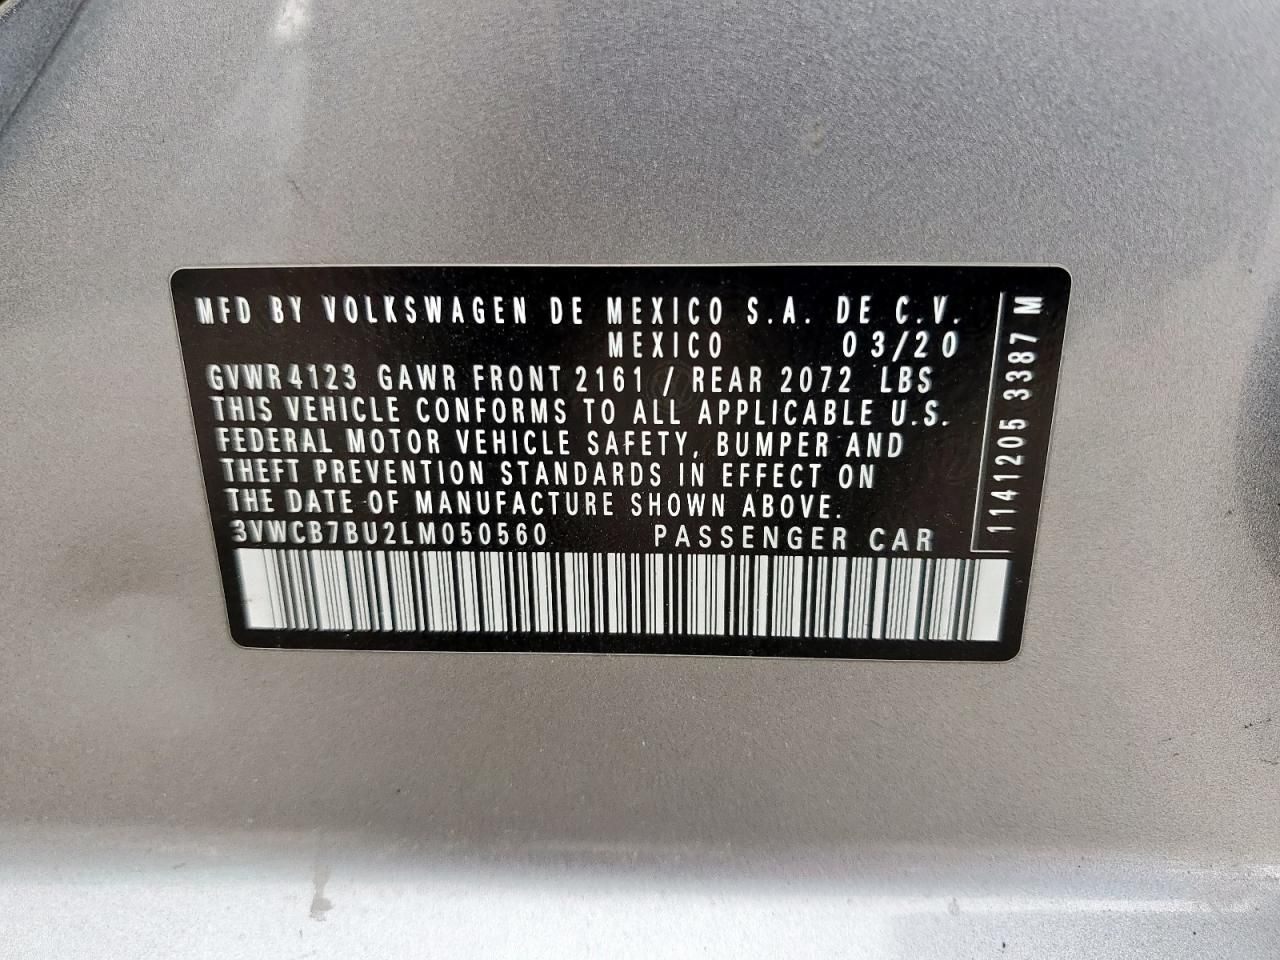 MFD BY VOLKSWAGEN DE MEXICO S.A. DE C.V.
MEXICO 03/20
GVWR 4123 GAWR FRONT 2161 / REAR 2072 LBS
THIS VEHICLE CONFORMS TO ALL APPLICABLE U.S.
FEDERAL MOTOR VEHICLE SAFETY, BUMPER AND
THEFT PREVENTION STANDARDS IN EFFECT ON
THE DATE OF MANUFACTURE SHOWN ABOVE.
3VWCB7BU2LM050560 PASSENGER CAR
1141205 3387 M